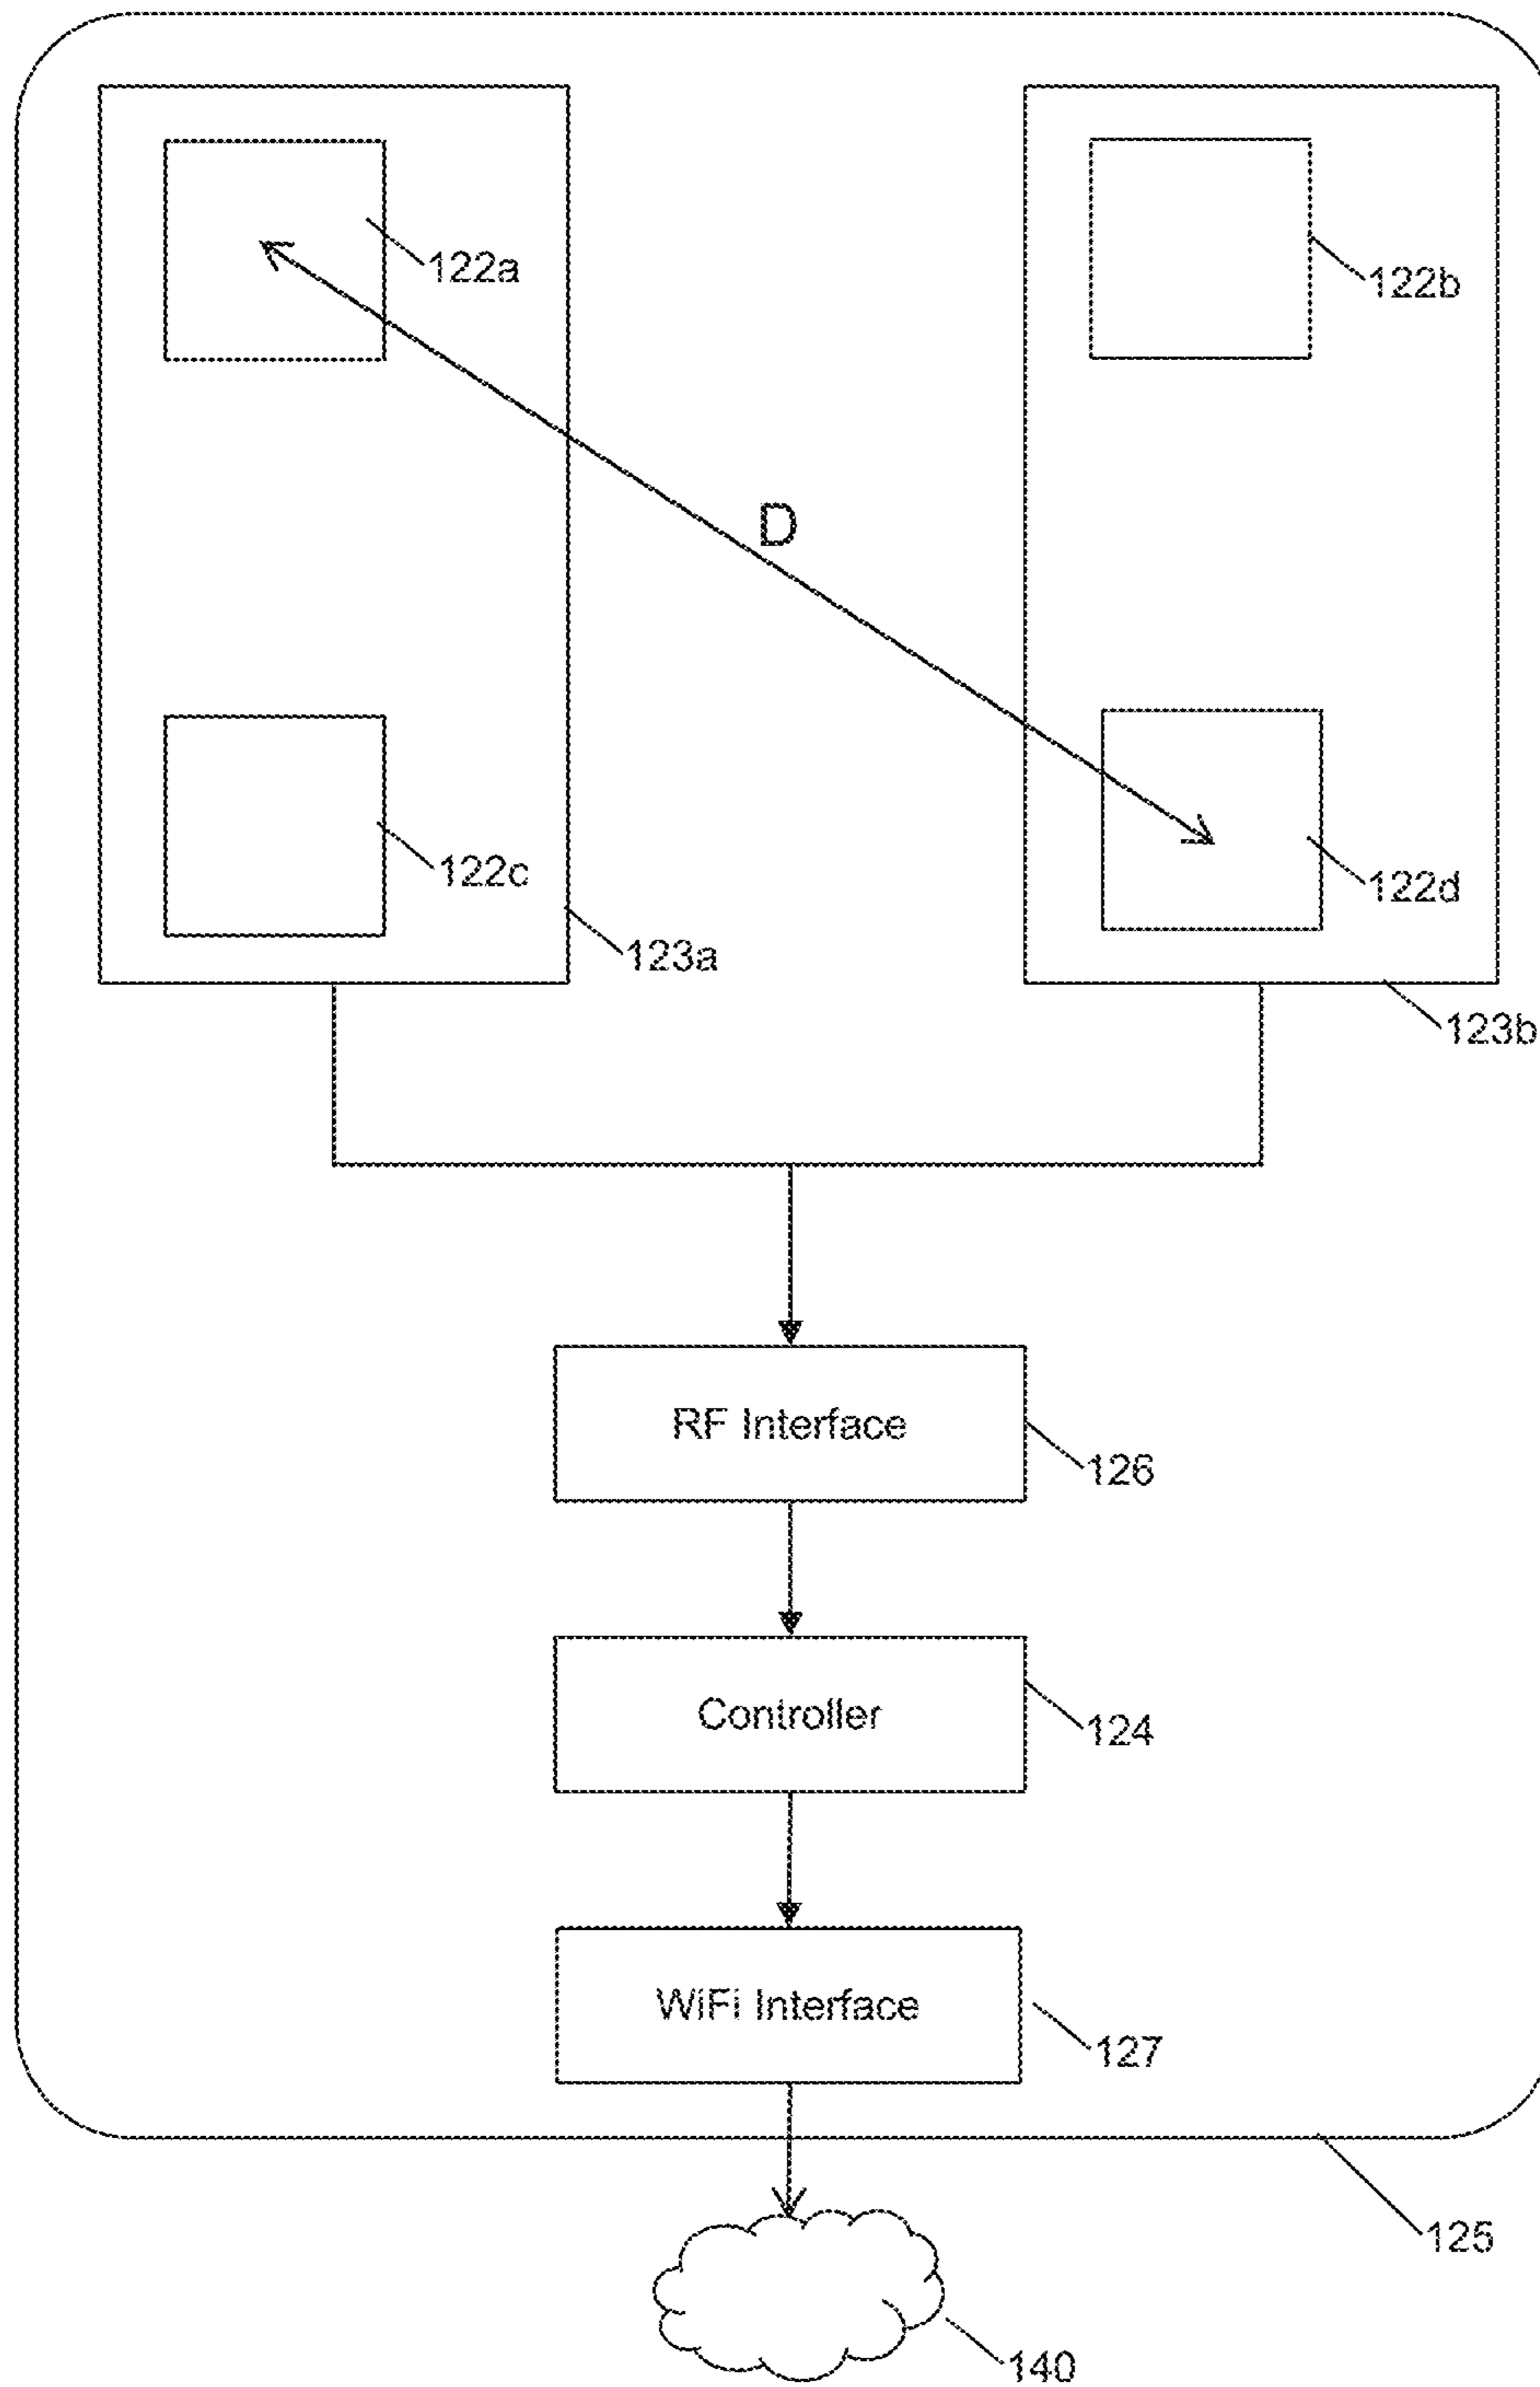 122a
122b
D
122c
122d
123a
123b
RF Interface
126
Controller
124
WiFi Interface
127
125
140